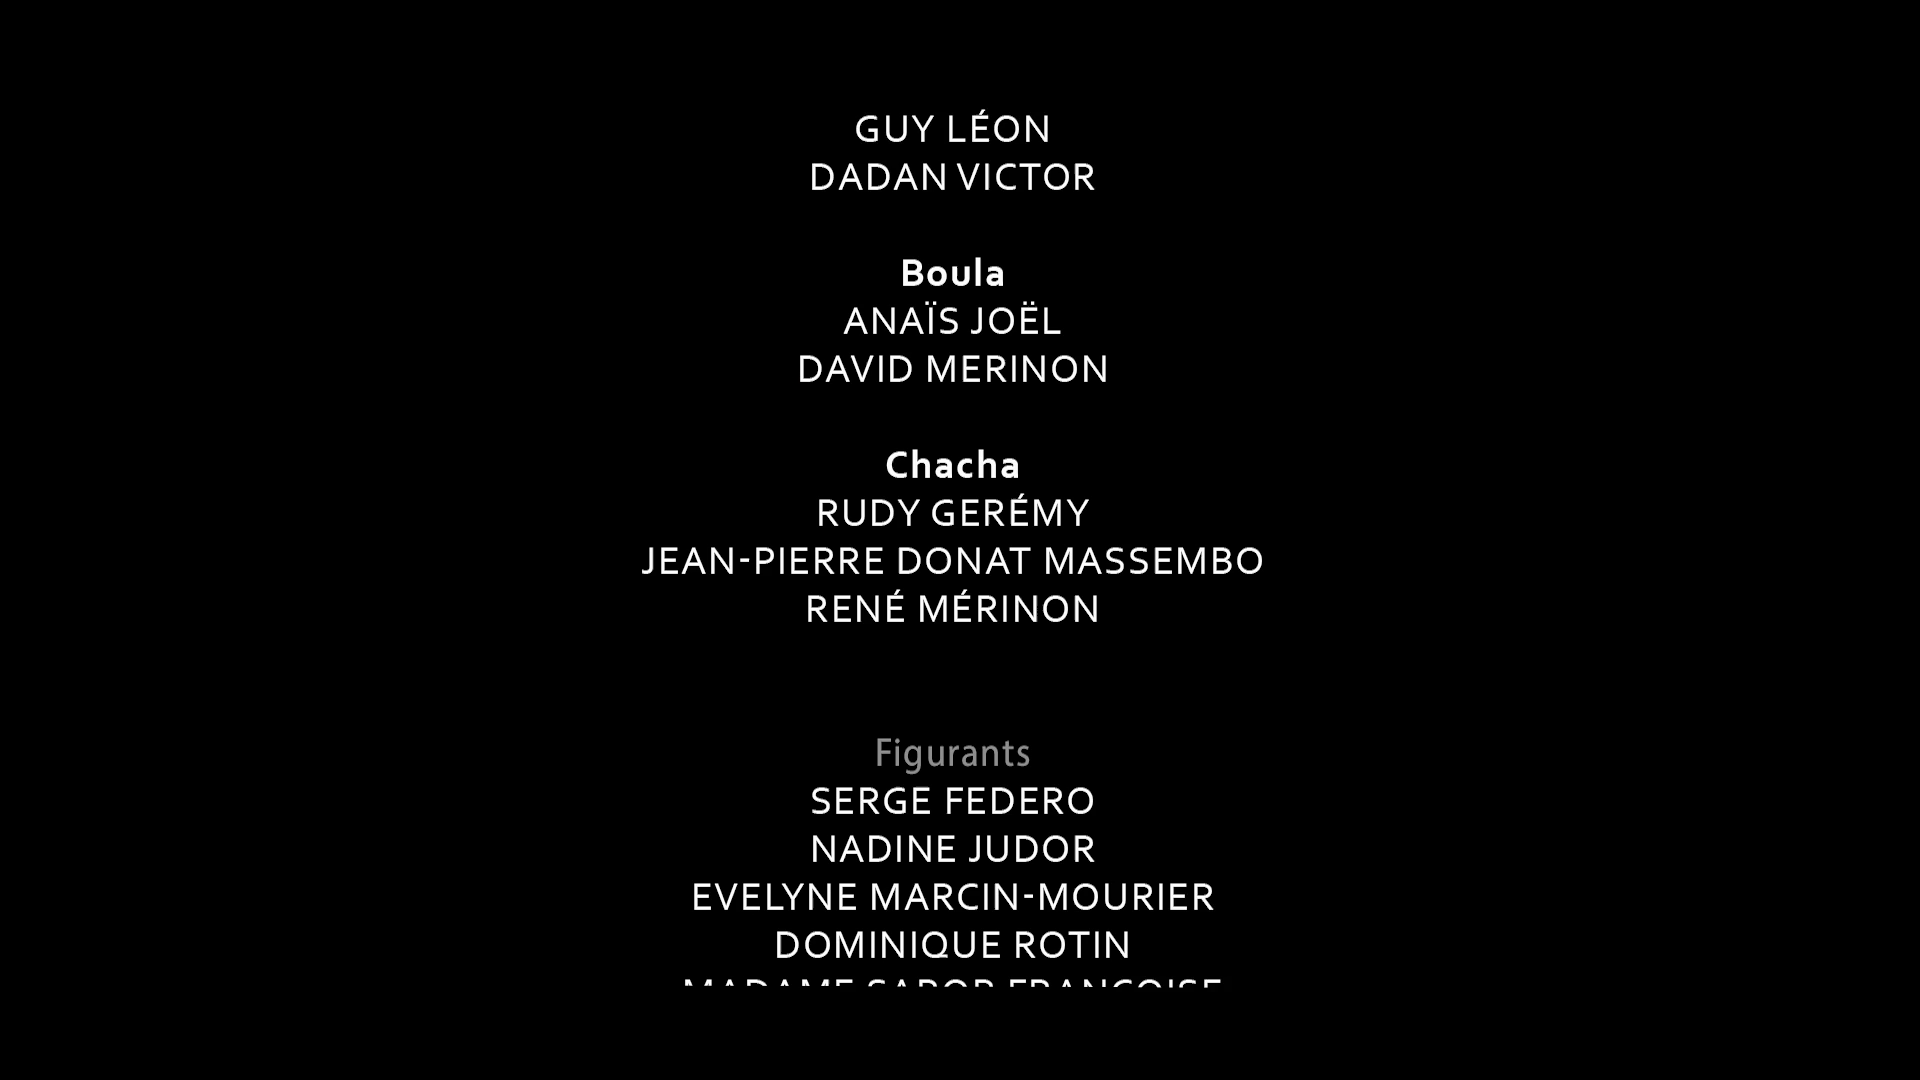 GUY LÉON
DADAN VICTOR
Boula
ANAÏS JOËL
DAVID MERINON
Chacha
RUDY GERÉMY
JEAN-PIERRE DONAT MASSEMBO
RENÉ MÉRINON
Figurants
SERGE FEDERO
NADINE JUDOR
EVELYNE MARCIN-MOURIER
DOMINIQUE ROTIN
MADAME